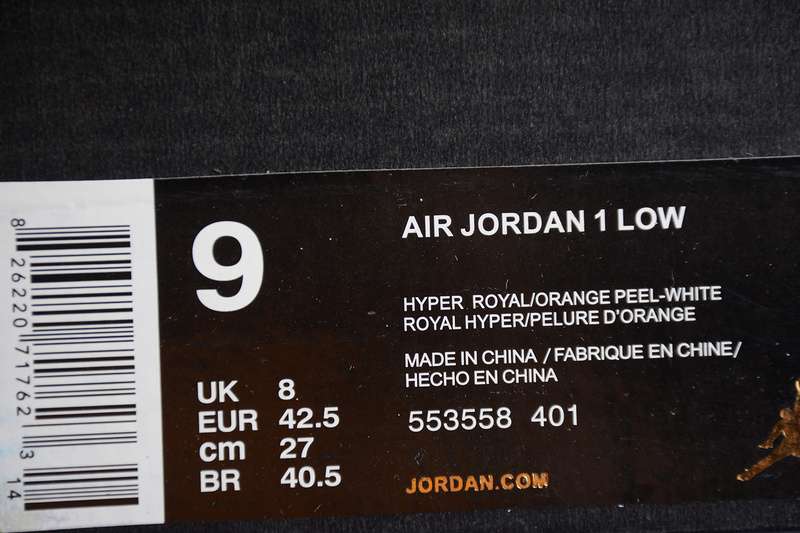 8 26220 71762 3
14
9
UK 8
EUR 42.5
cm 27
BR 40.5
AIR JORDAN 1 LOW
HYPER ROYAL/ORANGE PEEL-WHITE
ROYAL HYPER/PELURE D'ORANGE
MADE IN CHINA / FABRIQUE EN CHINE/
HECHO EN CHINA
553558 401
JORDAN.COM